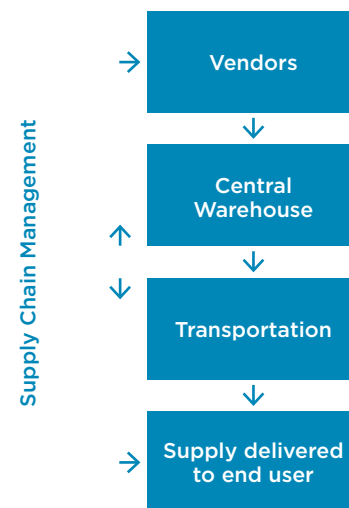 Supply Chain Management
Vendors
Central
Warehouse
Transportation
Supply delivered
to end user